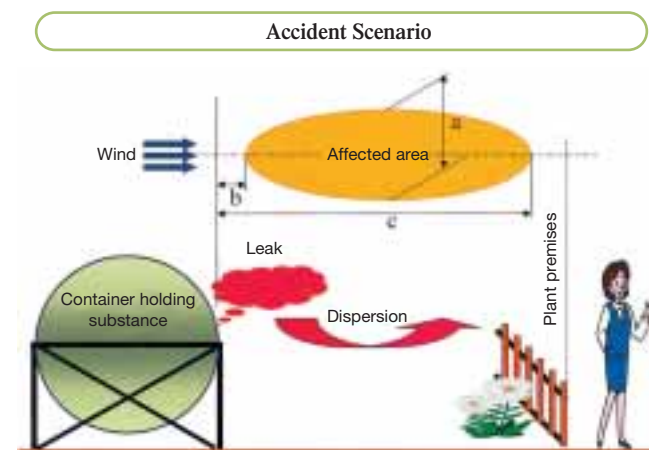 Accident Scenario
a
Wind
Affected area
b
c
Leak
Container holding
substance
Dispersion
Plant premises